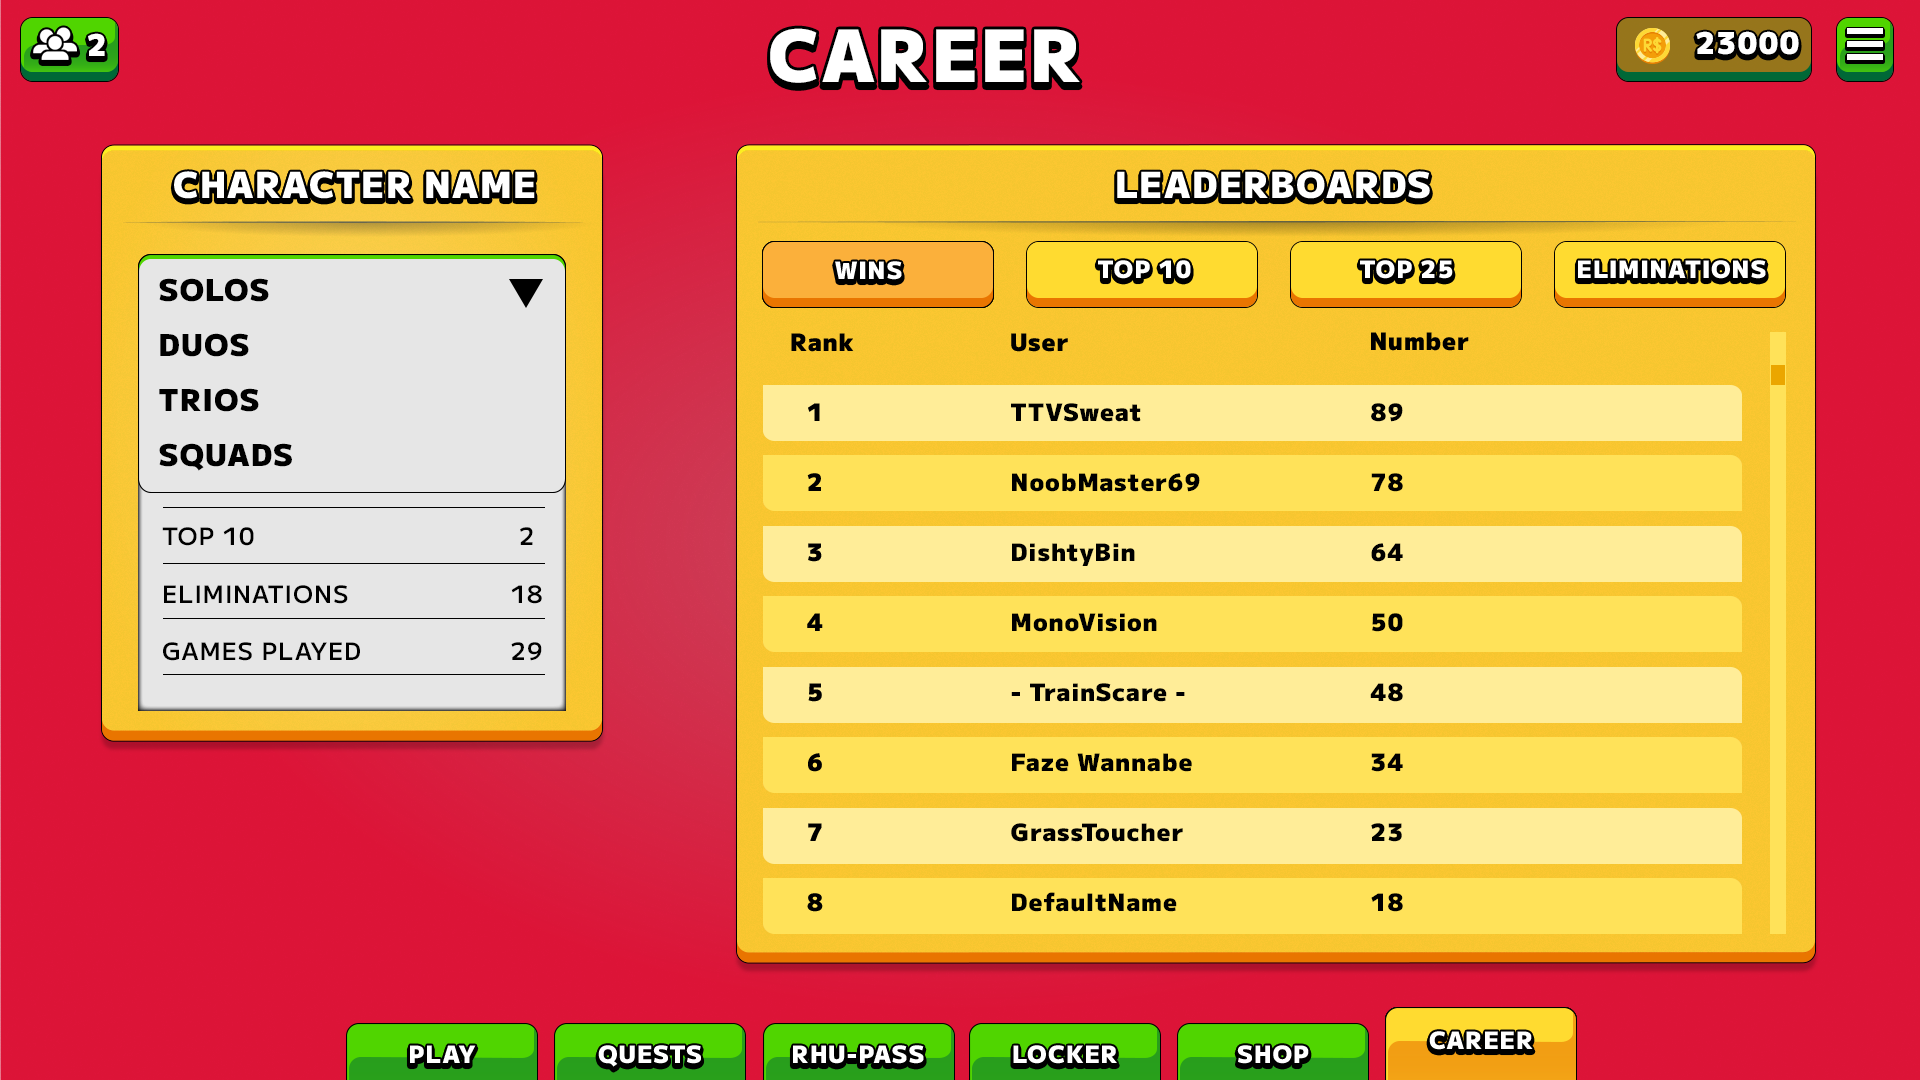 2
CAREER
R$ 23000
CHARACTER NAME
SOLOS
DUOS
TRIOS
SQUADS
TOP 10 2
ELIMINATIONS 18
GAMES PLAYED 29
LEADERBOARDS
WINS TOP 10 TOP 25 ELIMINATIONS
Rank User Number
1 TTVSweat 89
2 NoobMaster69 78
3 DishtyBin 64
4 MonoVision 50
5 - TrainScare - 48
6 Faze Wannabe 34
7 GrassToucher 23
8 DefaultName 18
PLAY QUESTS RHU-PASS LOCKER SHOP CAREER